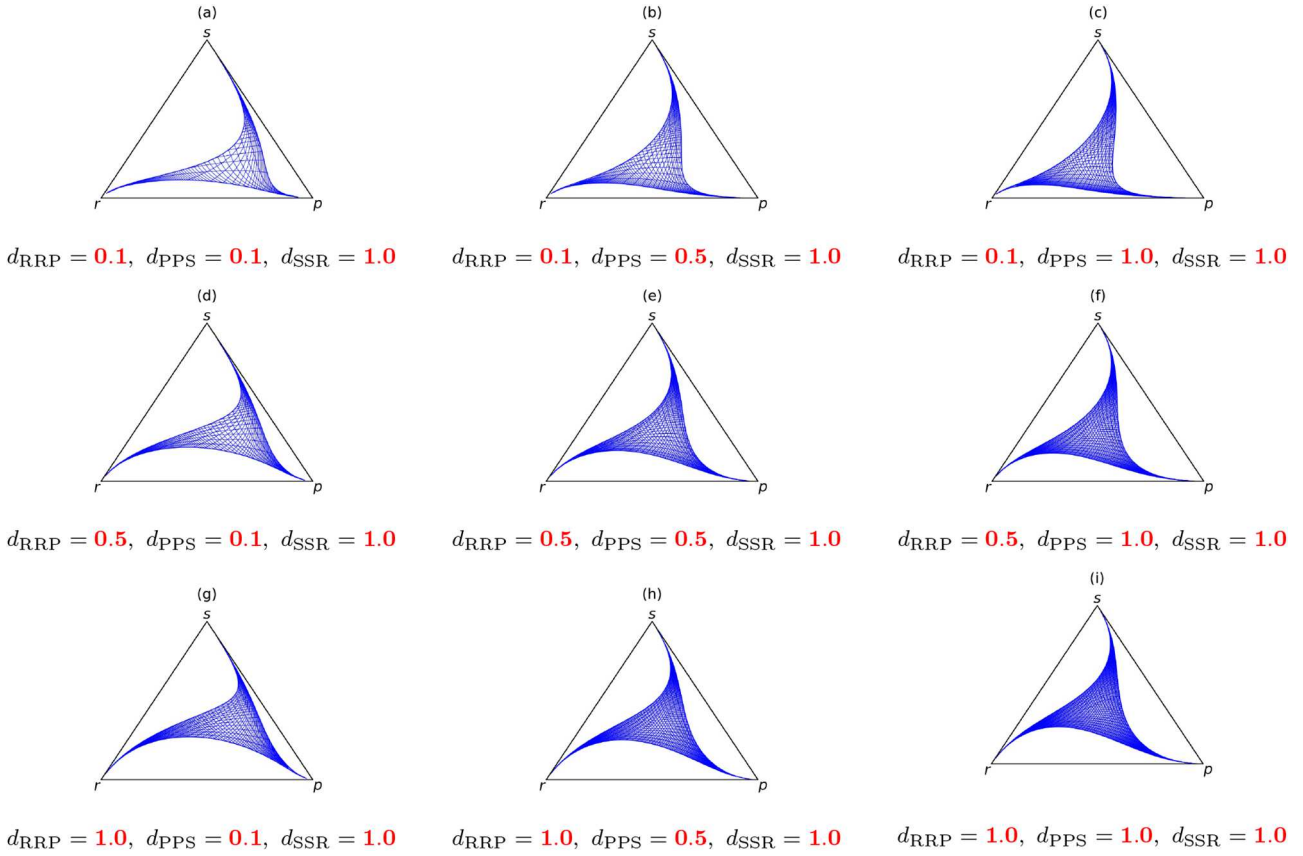 (a) (b) (c)
s s s
r p r p r p
d_RRP = 0.1, d_PPS = 0.1, d_SSR = 1.0 d_RRP = 0.1, d_PPS = 0.5, d_SSR = 1.0 d_RRP = 0.1, d_PPS = 1.0, d_SSR = 1.0
(d) (e) (f)
s s s
r p r p r p
d_RRP = 0.5, d_PPS = 0.1, d_SSR = 1.0 d_RRP = 0.5, d_PPS = 0.5, d_SSR = 1.0 d_RRP = 0.5, d_PPS = 1.0, d_SSR = 1.0
(g) (h) (i)
s s s
r p r p r p
d_RRP = 1.0, d_PPS = 0.1, d_SSR = 1.0 d_RRP = 1.0, d_PPS = 0.5, d_SSR = 1.0 d_RRP = 1.0, d_PPS = 1.0, d_SSR = 1.0